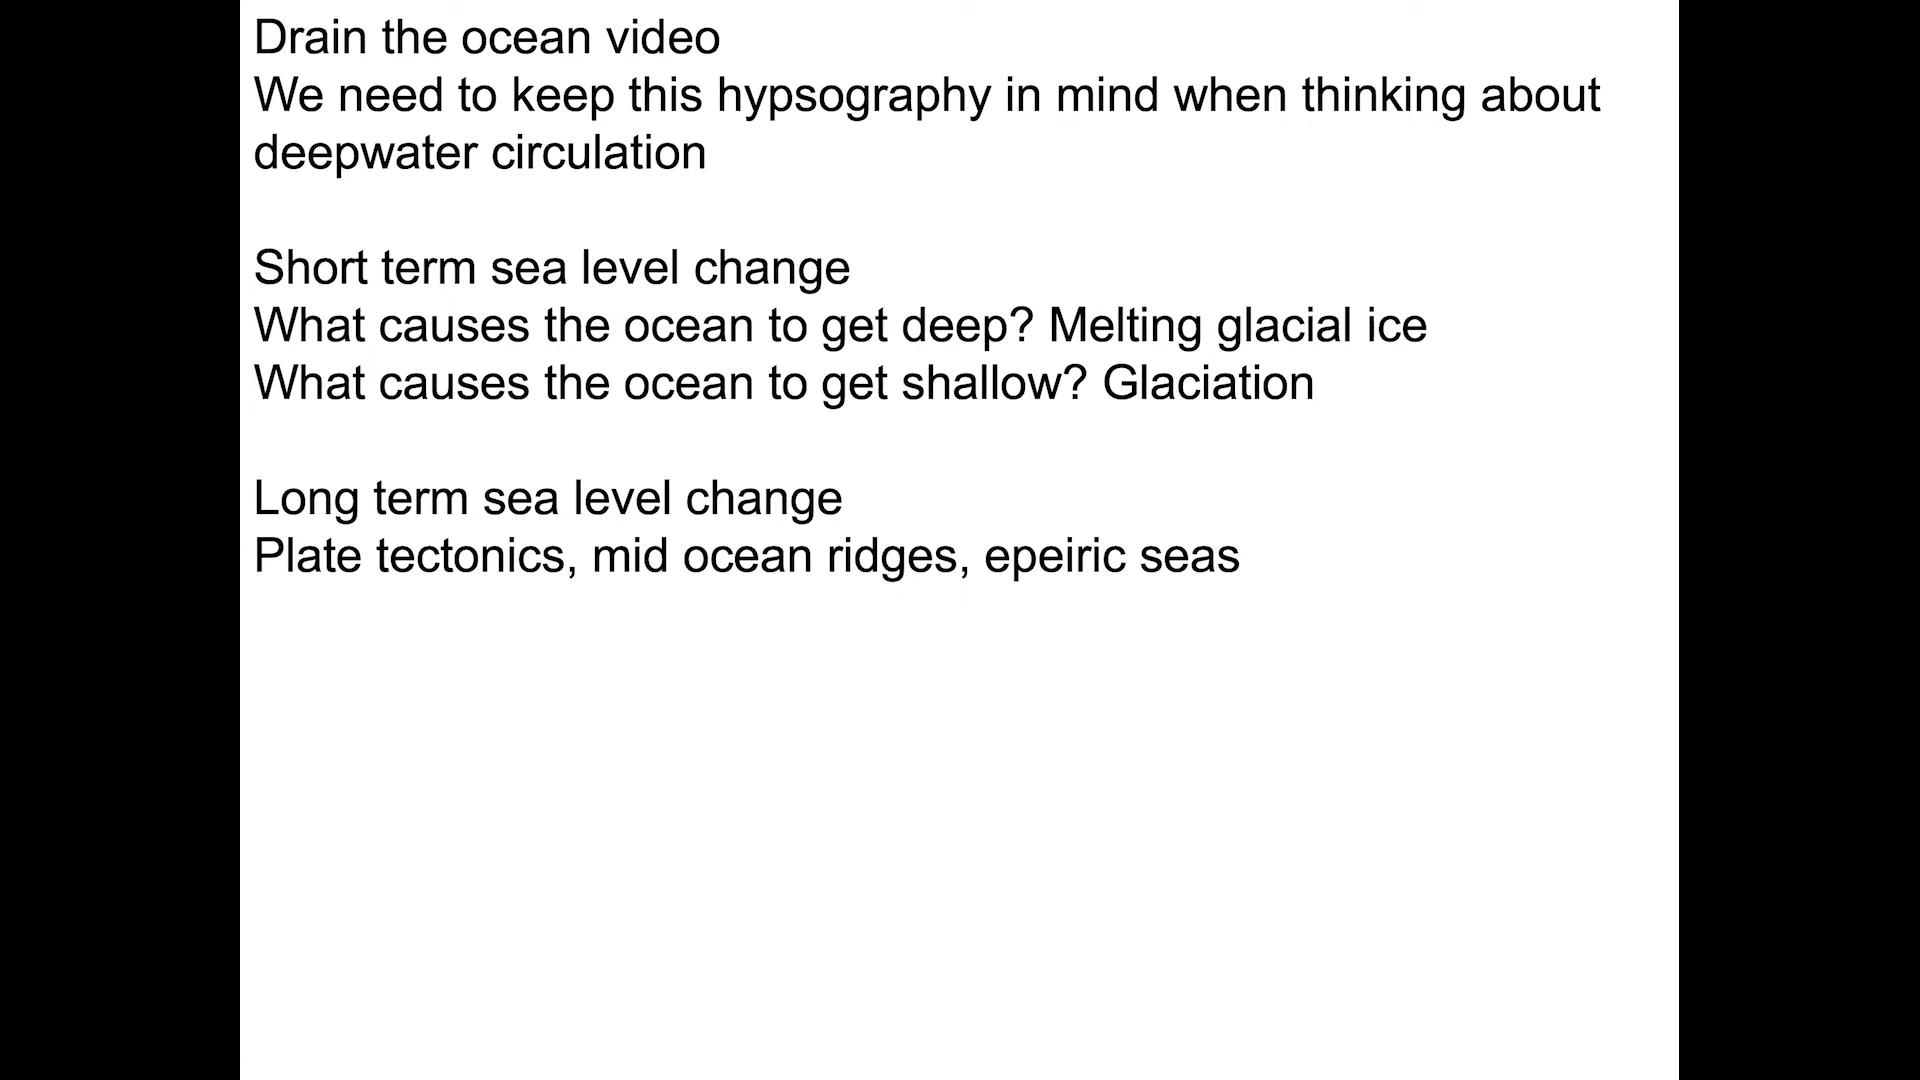 Drain the ocean video
We need to keep this hypsography in mind when thinking about
deepwater circulation
Short term sea level change
What causes the ocean to get deep? Melting glacial ice
What causes the ocean to get shallow? Glaciation
Long term sea level change
Plate tectonics, mid ocean ridges, epeiric seas